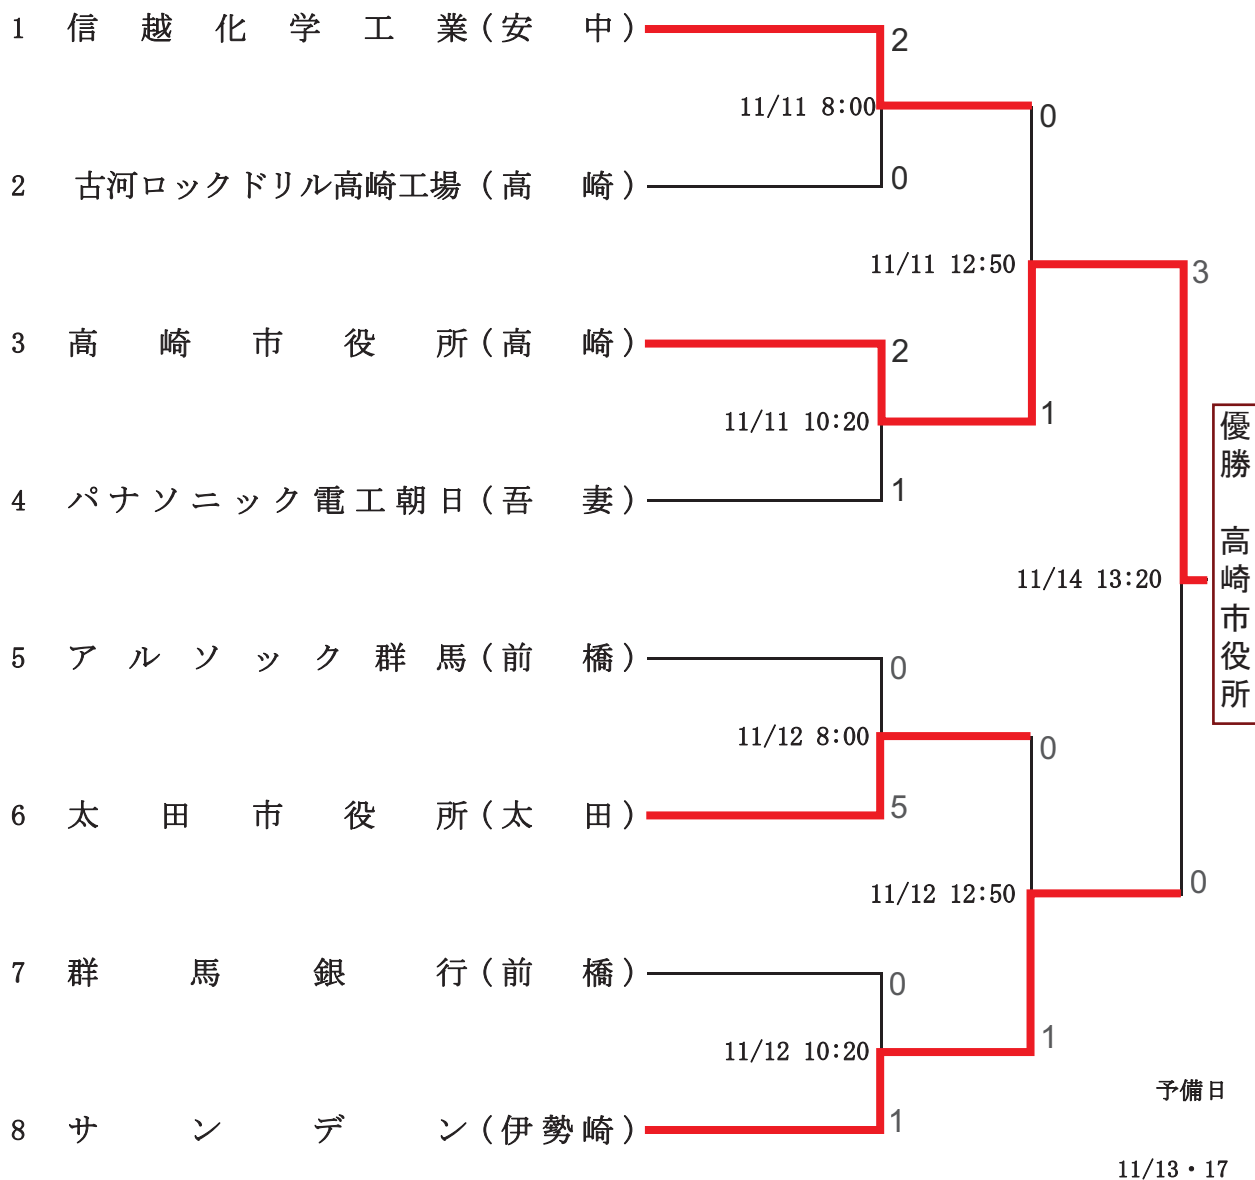 1 信越化学工業(安中)
2
11/11 8:00
0
2 古河ロックドリル高崎工場(高崎)
0
11/11 12:50
3
3 高崎市役所(高崎)
2
11/11 10:20
1
4 パナソニック電工朝日(吾妻)
1
優勝 高崎市役所
11/14 13:20
5 アルソック群馬(前橋)
0
11/12 8:00
0
6 太田市役所(太田)
5
11/12 12:50
0
7 群馬銀行(前橋)
0
11/12 10:20
1
8 サンデン(伊勢崎)
1
予備日
11/13・17